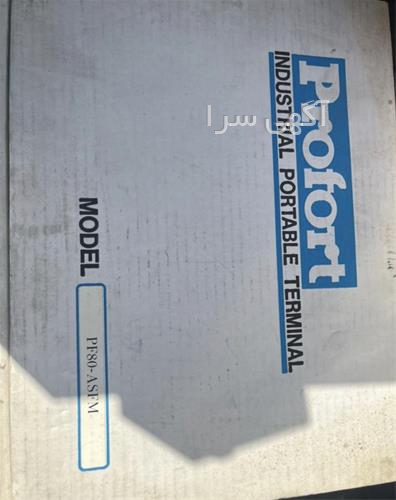 Profort
INDUSTRIAL PORTABLE TERMINAL
MODEL PF80-ASFM
آگهی سرا